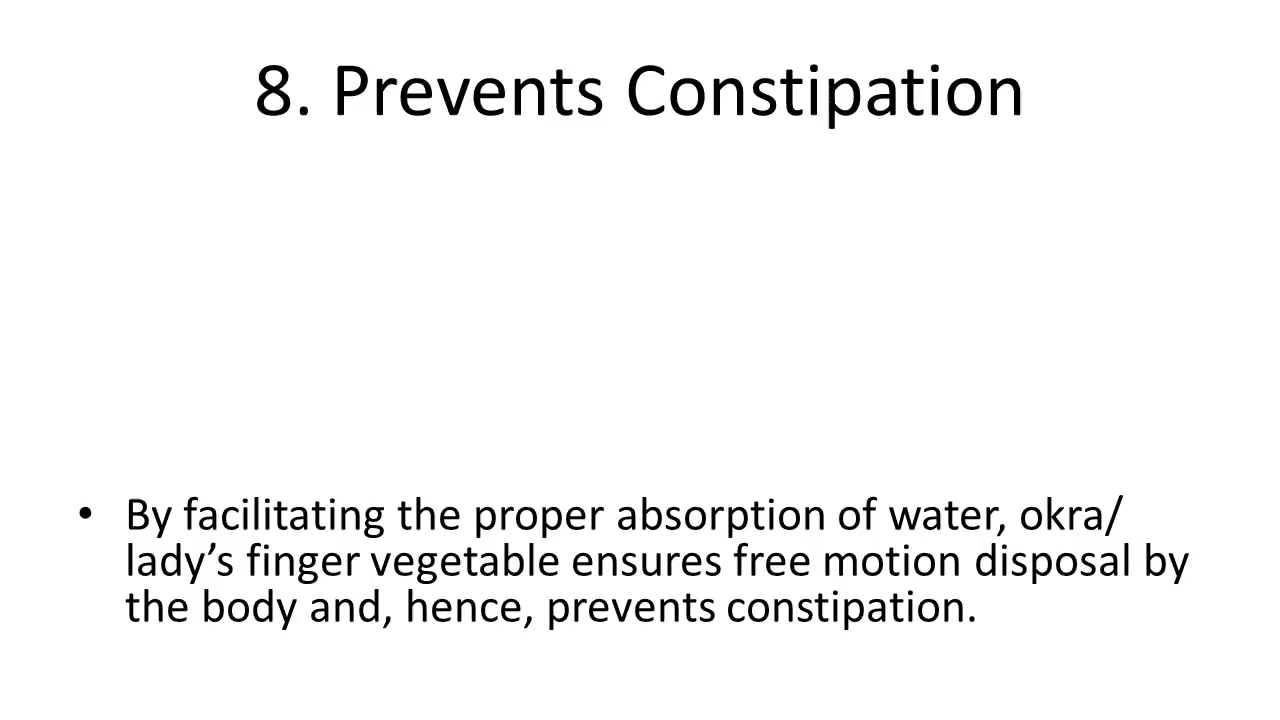 8. Prevents Constipation
• By facilitating the proper absorption of water, okra/
lady’s finger vegetable ensures free motion disposal by
the body and, hence, prevents constipation.